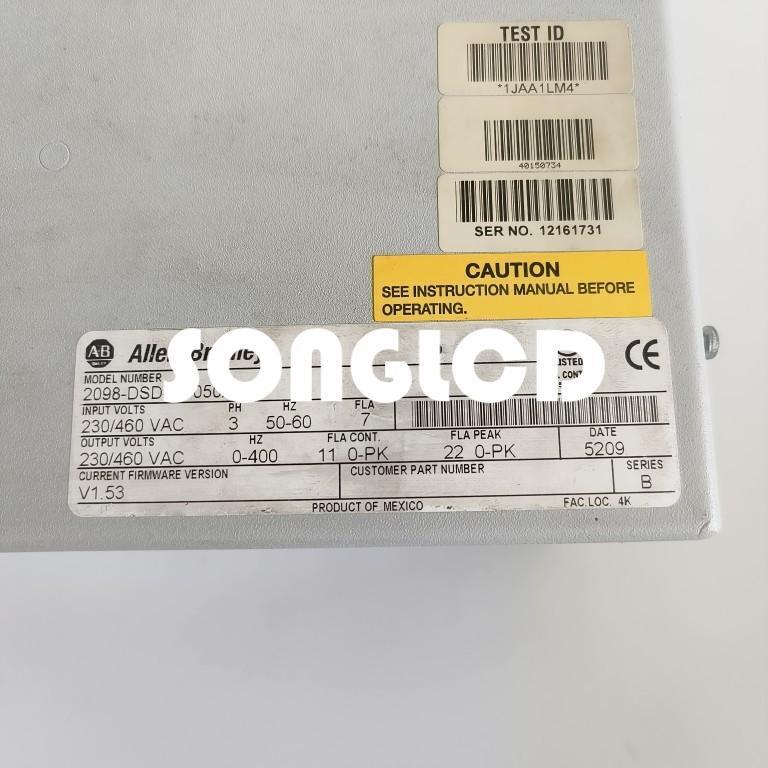 TEST ID
*1JAA1LM4*
40150734
SER NO. 12161731
CAUTION
SEE INSTRUCTION MANUAL BEFORE
OPERATING.
AB
SONGLCD
LISTED
CONT
CE
MODEL NUMBER
INPUT VOLTS PH HZ FLA
230/460 VAC 3 50-60 7
OUTPUT VOLTS HZ FLA CONT. FLA PEAK DATE
230/460 VAC 0-400 11 0-PK 22 0-PK 5209
CURRENT FIRMWARE VERSION CUSTOMER PART NUMBER SERIES
V1.53 B
PRODUCT OF MEXICO FAC.LOC. 4K